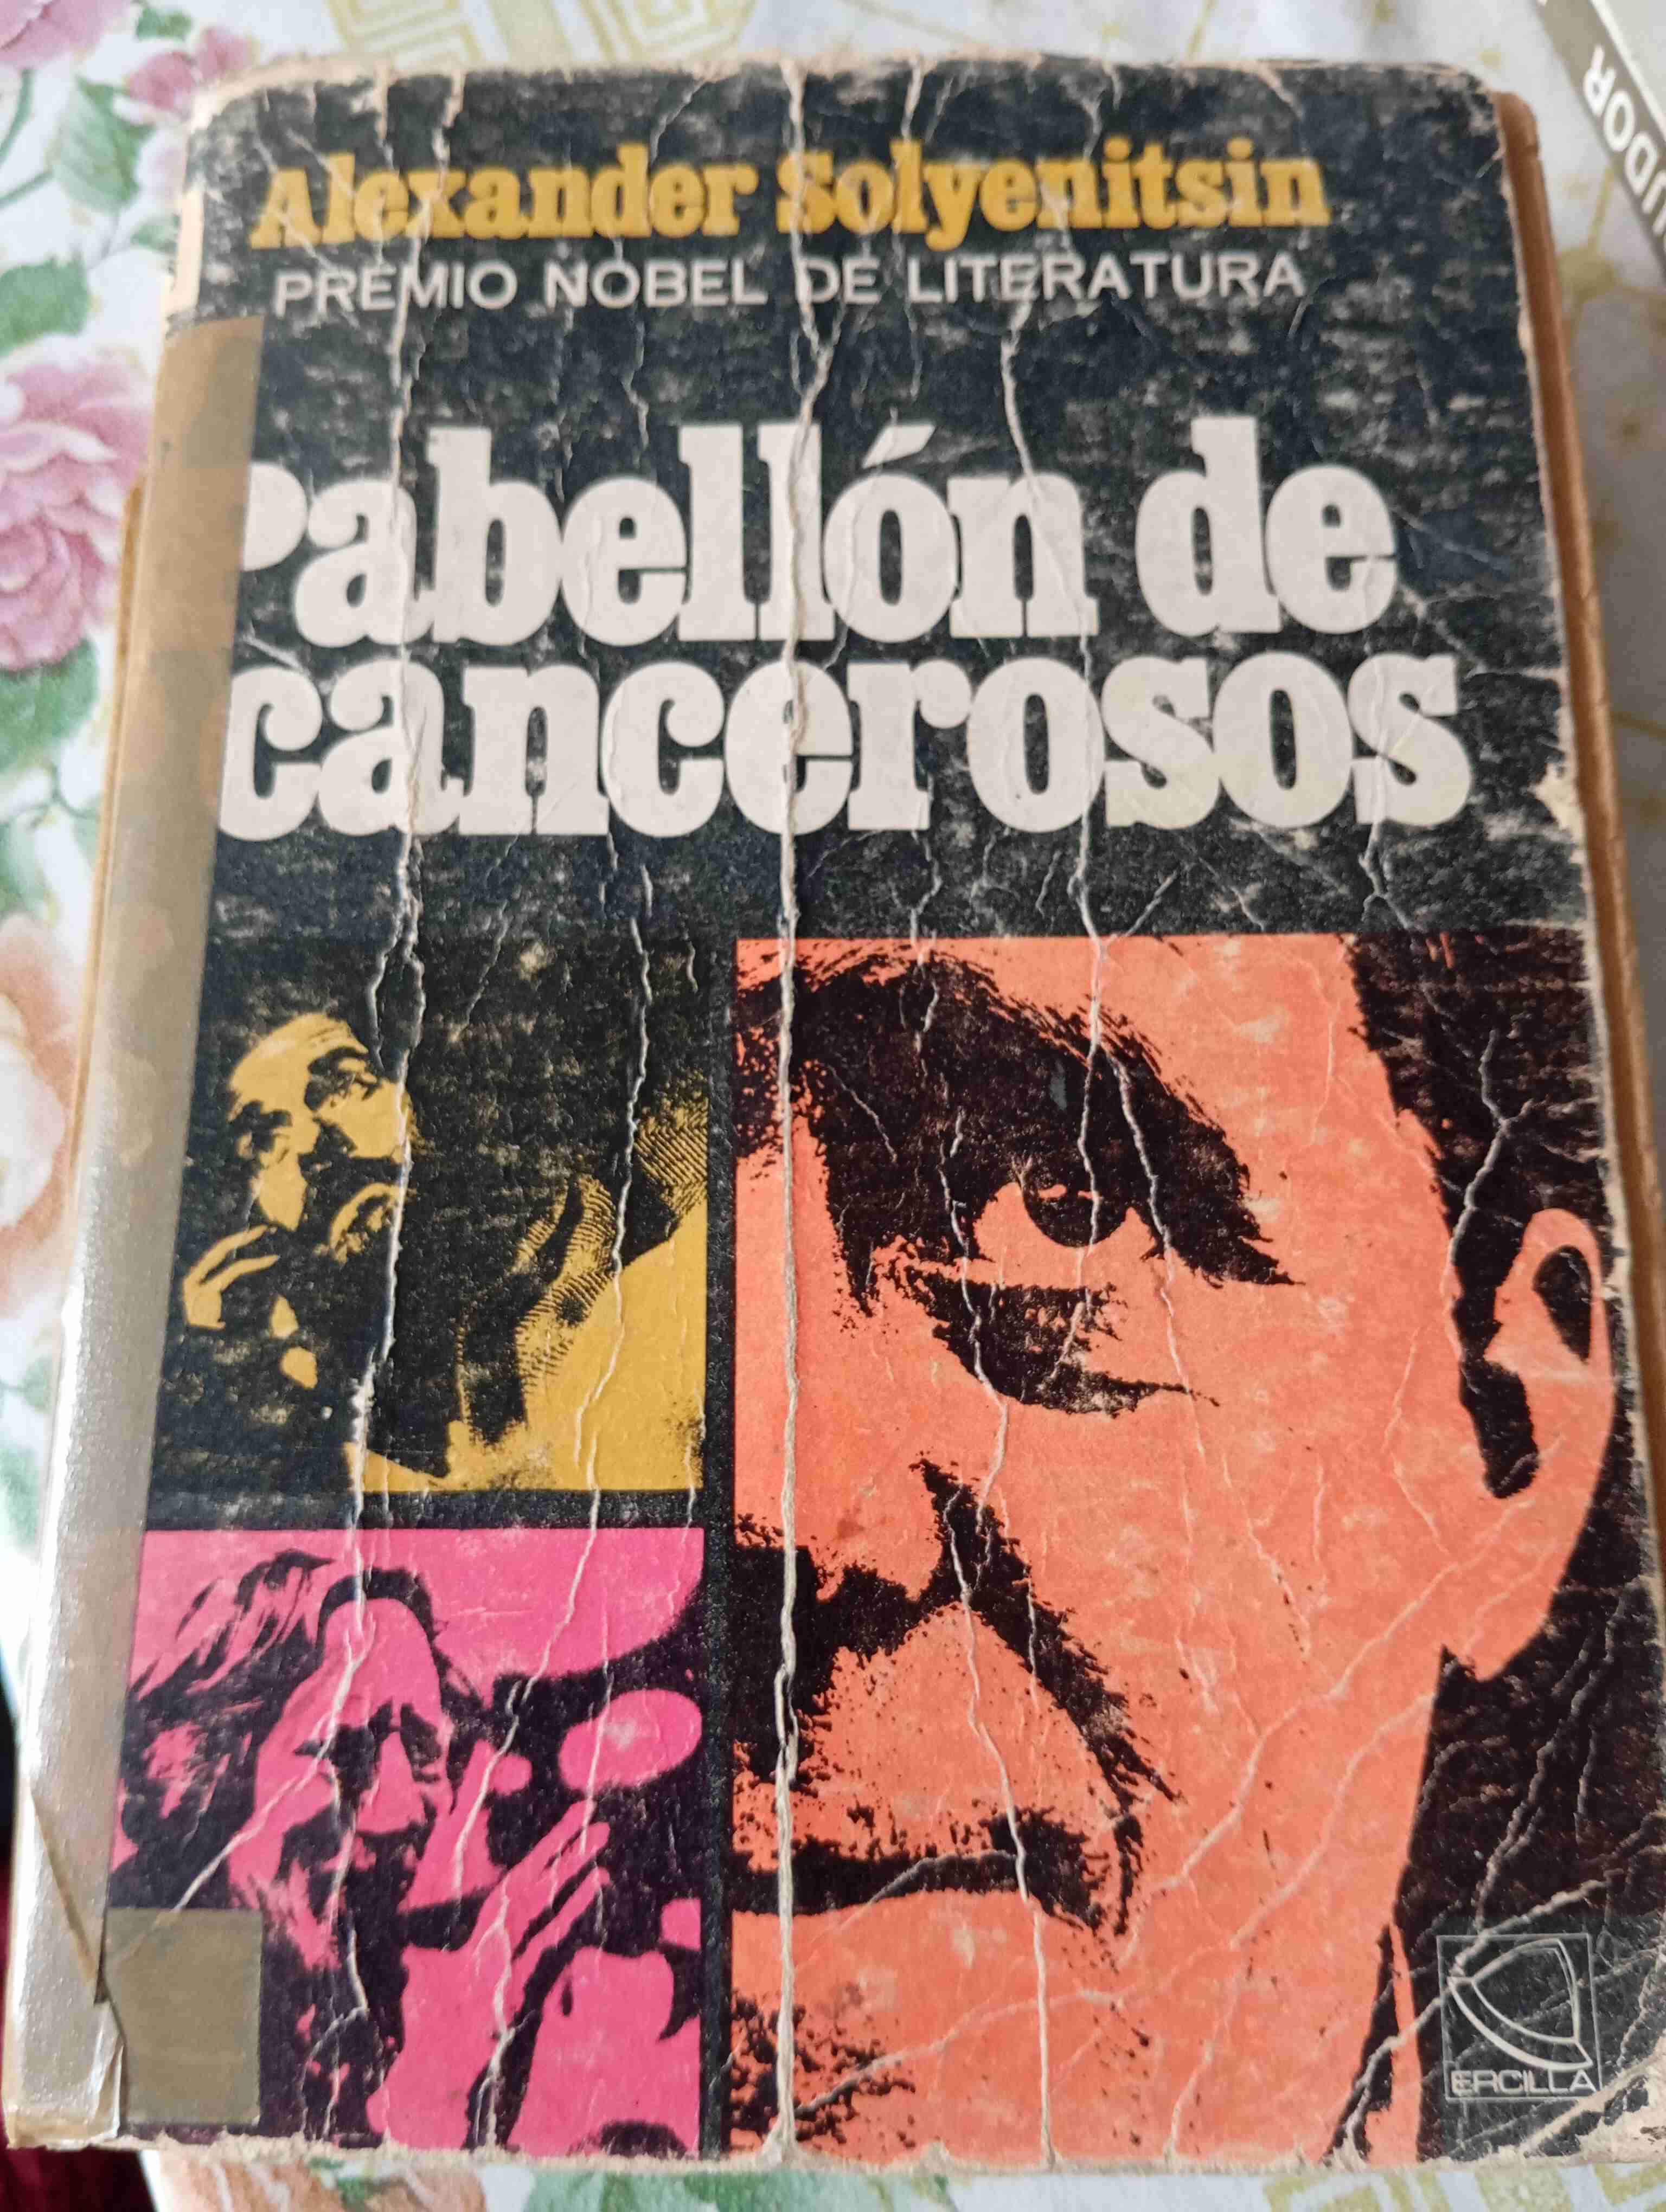 Alexander Solyenitsin
PREMIO NOBEL DE LITERATURA
Pabellón de
cancerosos
ERCILLA